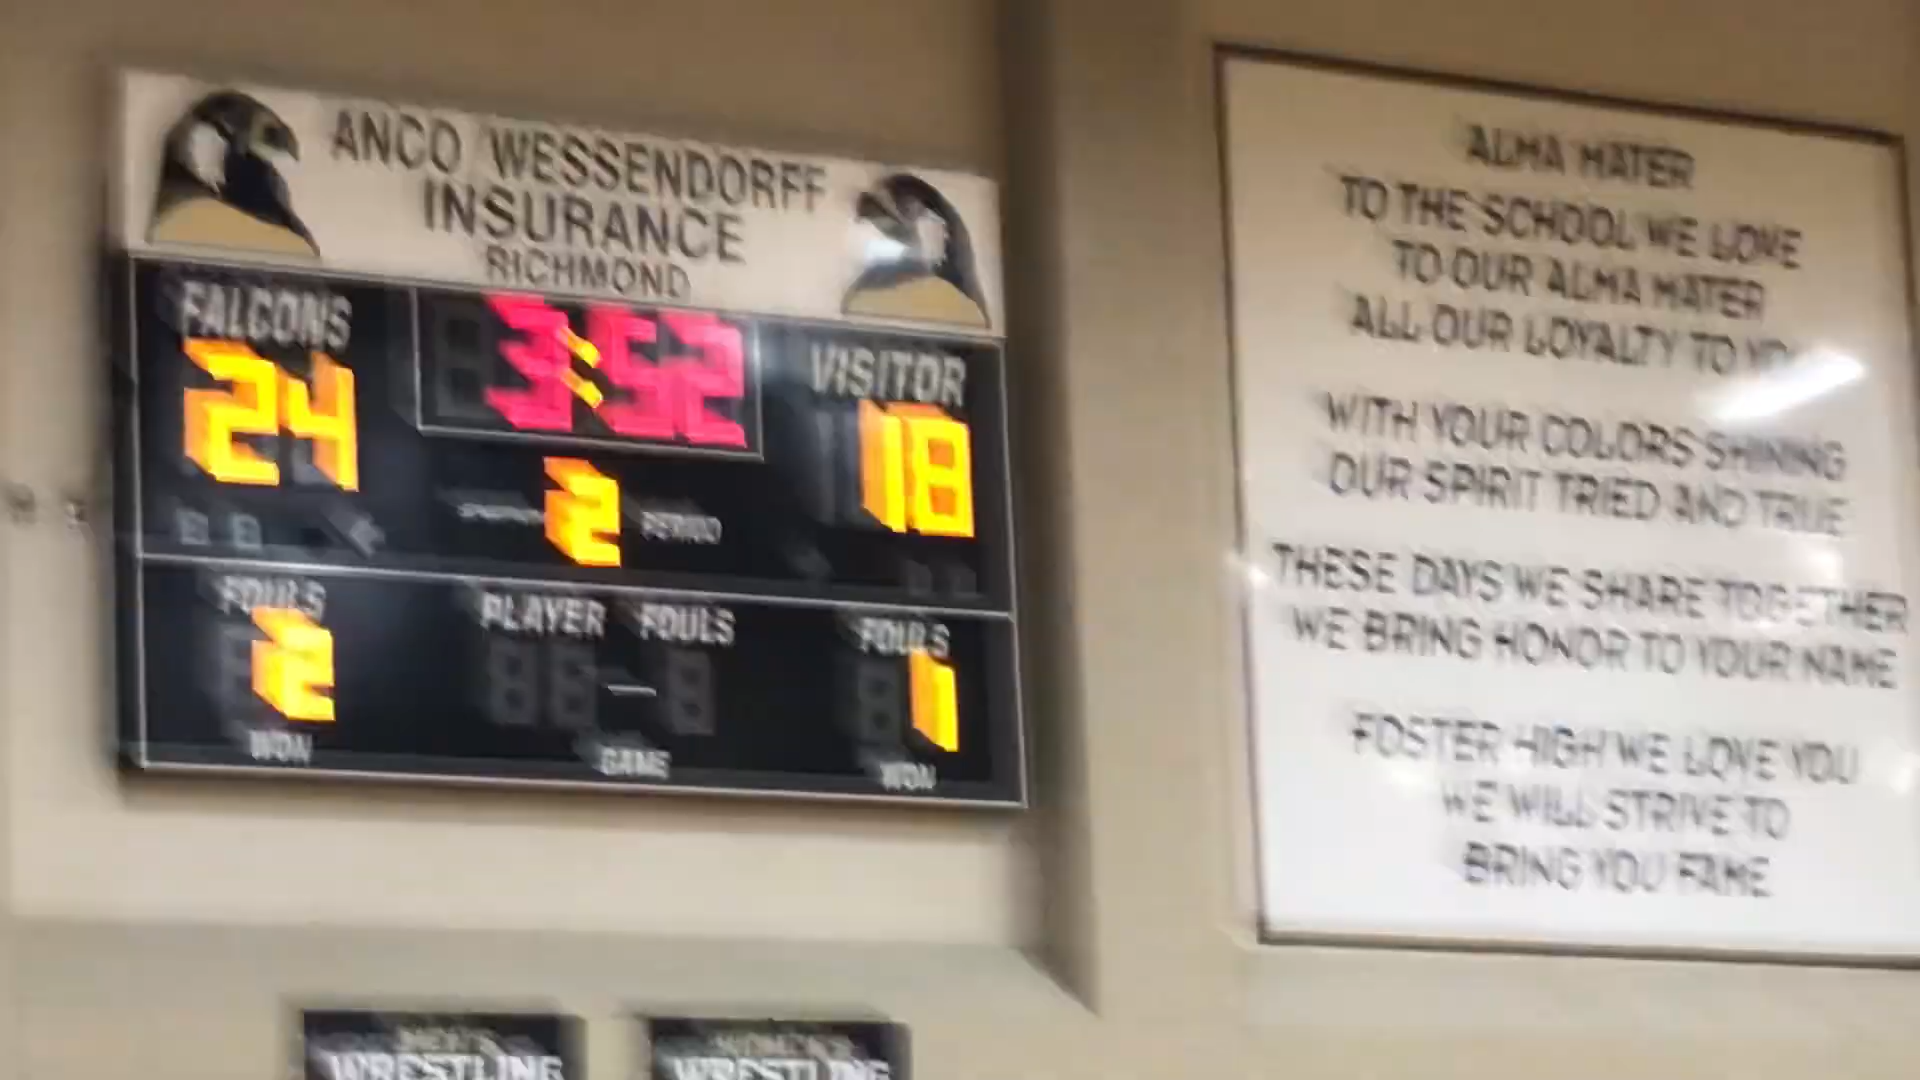 ANCO WESSENDORFF
INSURANCE
RICHMOND
FALCONS
3:52
VISITOR
24
18
2
PERIOD
FOULS
PLAYER FOULS
FOULS
2
1
WON
GAME
WON
ALMA MATER
TO THE SCHOOL WE LOVE
TO OUR ALMA MATER
ALL OUR LOYALTY TO
WITH YOUR COLORS SHINING
OUR SPIRIT TRIED AND TRUE
THESE DAYS WE SHARE TOGETHER
WE BRING HONOR TO YOUR NAME
FOSTER HIGH WE LOVE YOU
WE WILL STRIVE TO
BRING YOU FAME
MEN'S
WRESTLING
WOMEN'S
WRESTLING